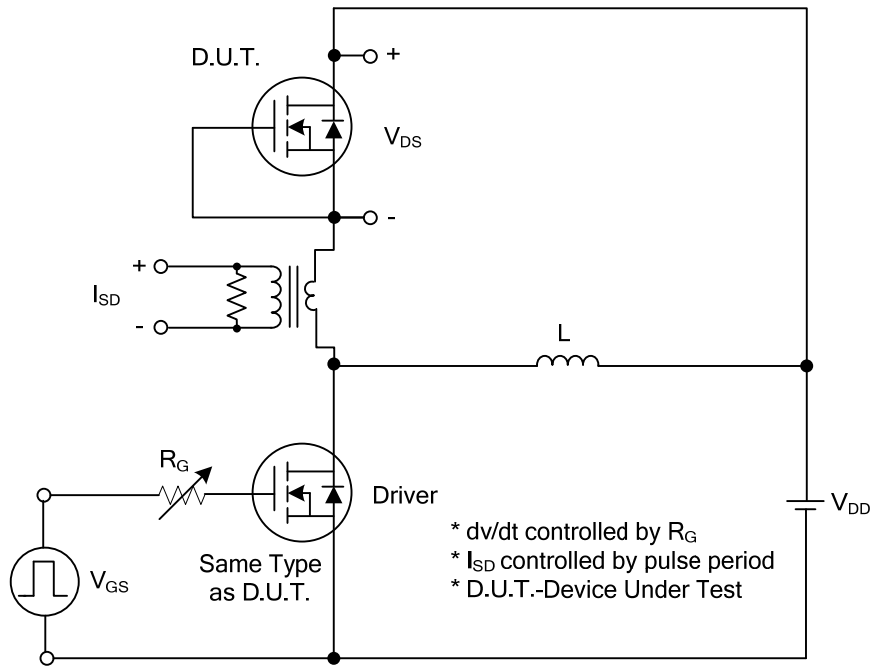 D.U.T.
+
VDS
-
+
ISD
-
L
RG
Driver
VDD
VGS
Same Type
as D.U.T.
* dv/dt controlled by RG
* ISD controlled by pulse period
* D.U.T.-Device Under Test